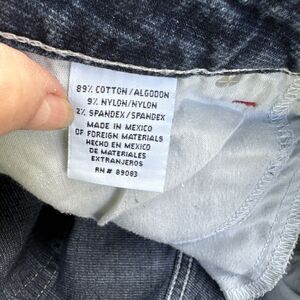 89% COTTON/ALGODON
9% NYLON/NYLON
2% SPANDEX/SPANDEX
MADE IN MEXICO
OF FOREIGN MATERIALS
HECHO EN MEXICO
DE MATERIALES
EXTRANJEROS
RN# 89083